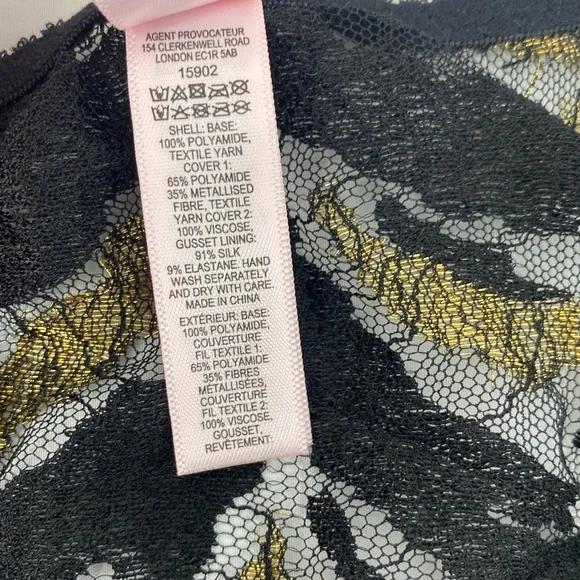 AGENT PROVOCATEUR
154 CLERKENWELL ROAD
LONDON EC1R 5AB
15902
SHELL: BASE:
100% POLYAMIDE,
TEXTILE YARN
COVER 1:
65% POLYAMIDE
35% METALLISED
FIBRE, TEXTILE
YARN COVER 2:
100% VISCOSE,
GUSSET LINING:
91% SILK
9% ELASTANE. HAND
WASH SEPARATELY
AND DRY WITH CARE.
MADE IN CHINA
EXTÉRIEUR: BASE:
100% POLYAMIDE,
COUVERTURE
FIL TEXTILE 1:
65% POLYAMIDE
35% FIBRES
MÉTALLISÉES,
COUVERTURE
FIL TEXTILE 2:
100% VISCOSE,
GOUSSET,
REVÊTEMENT: